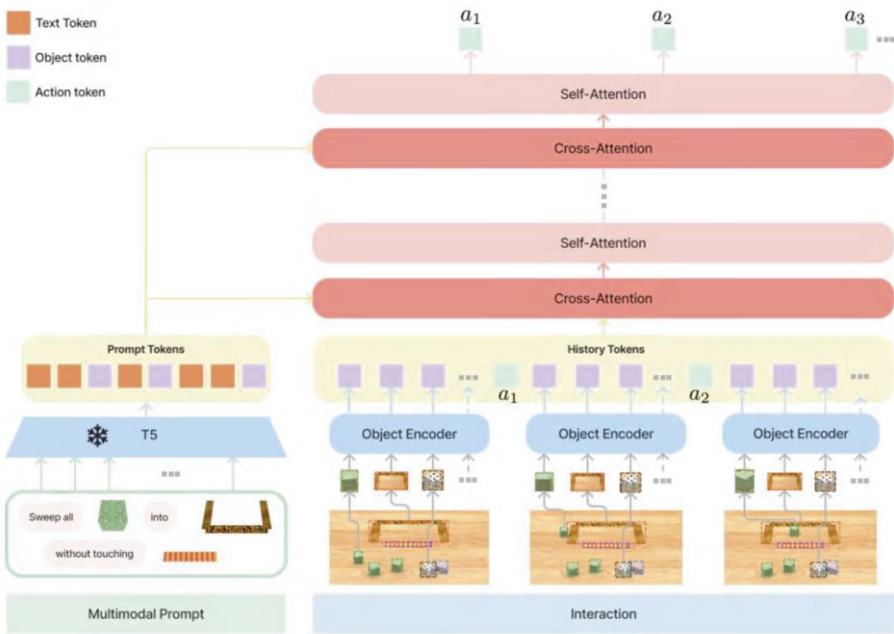 Text Token
Object token
Action token
a₁ a₂ a₃
Self-Attention
Cross-Attention
Self-Attention
Cross-Attention
Prompt Tokens
History Tokens
a₁ a₂
T5
Object Encoder Object Encoder Object Encoder
Sweep all into
without touching
Multimodal Prompt
Interaction